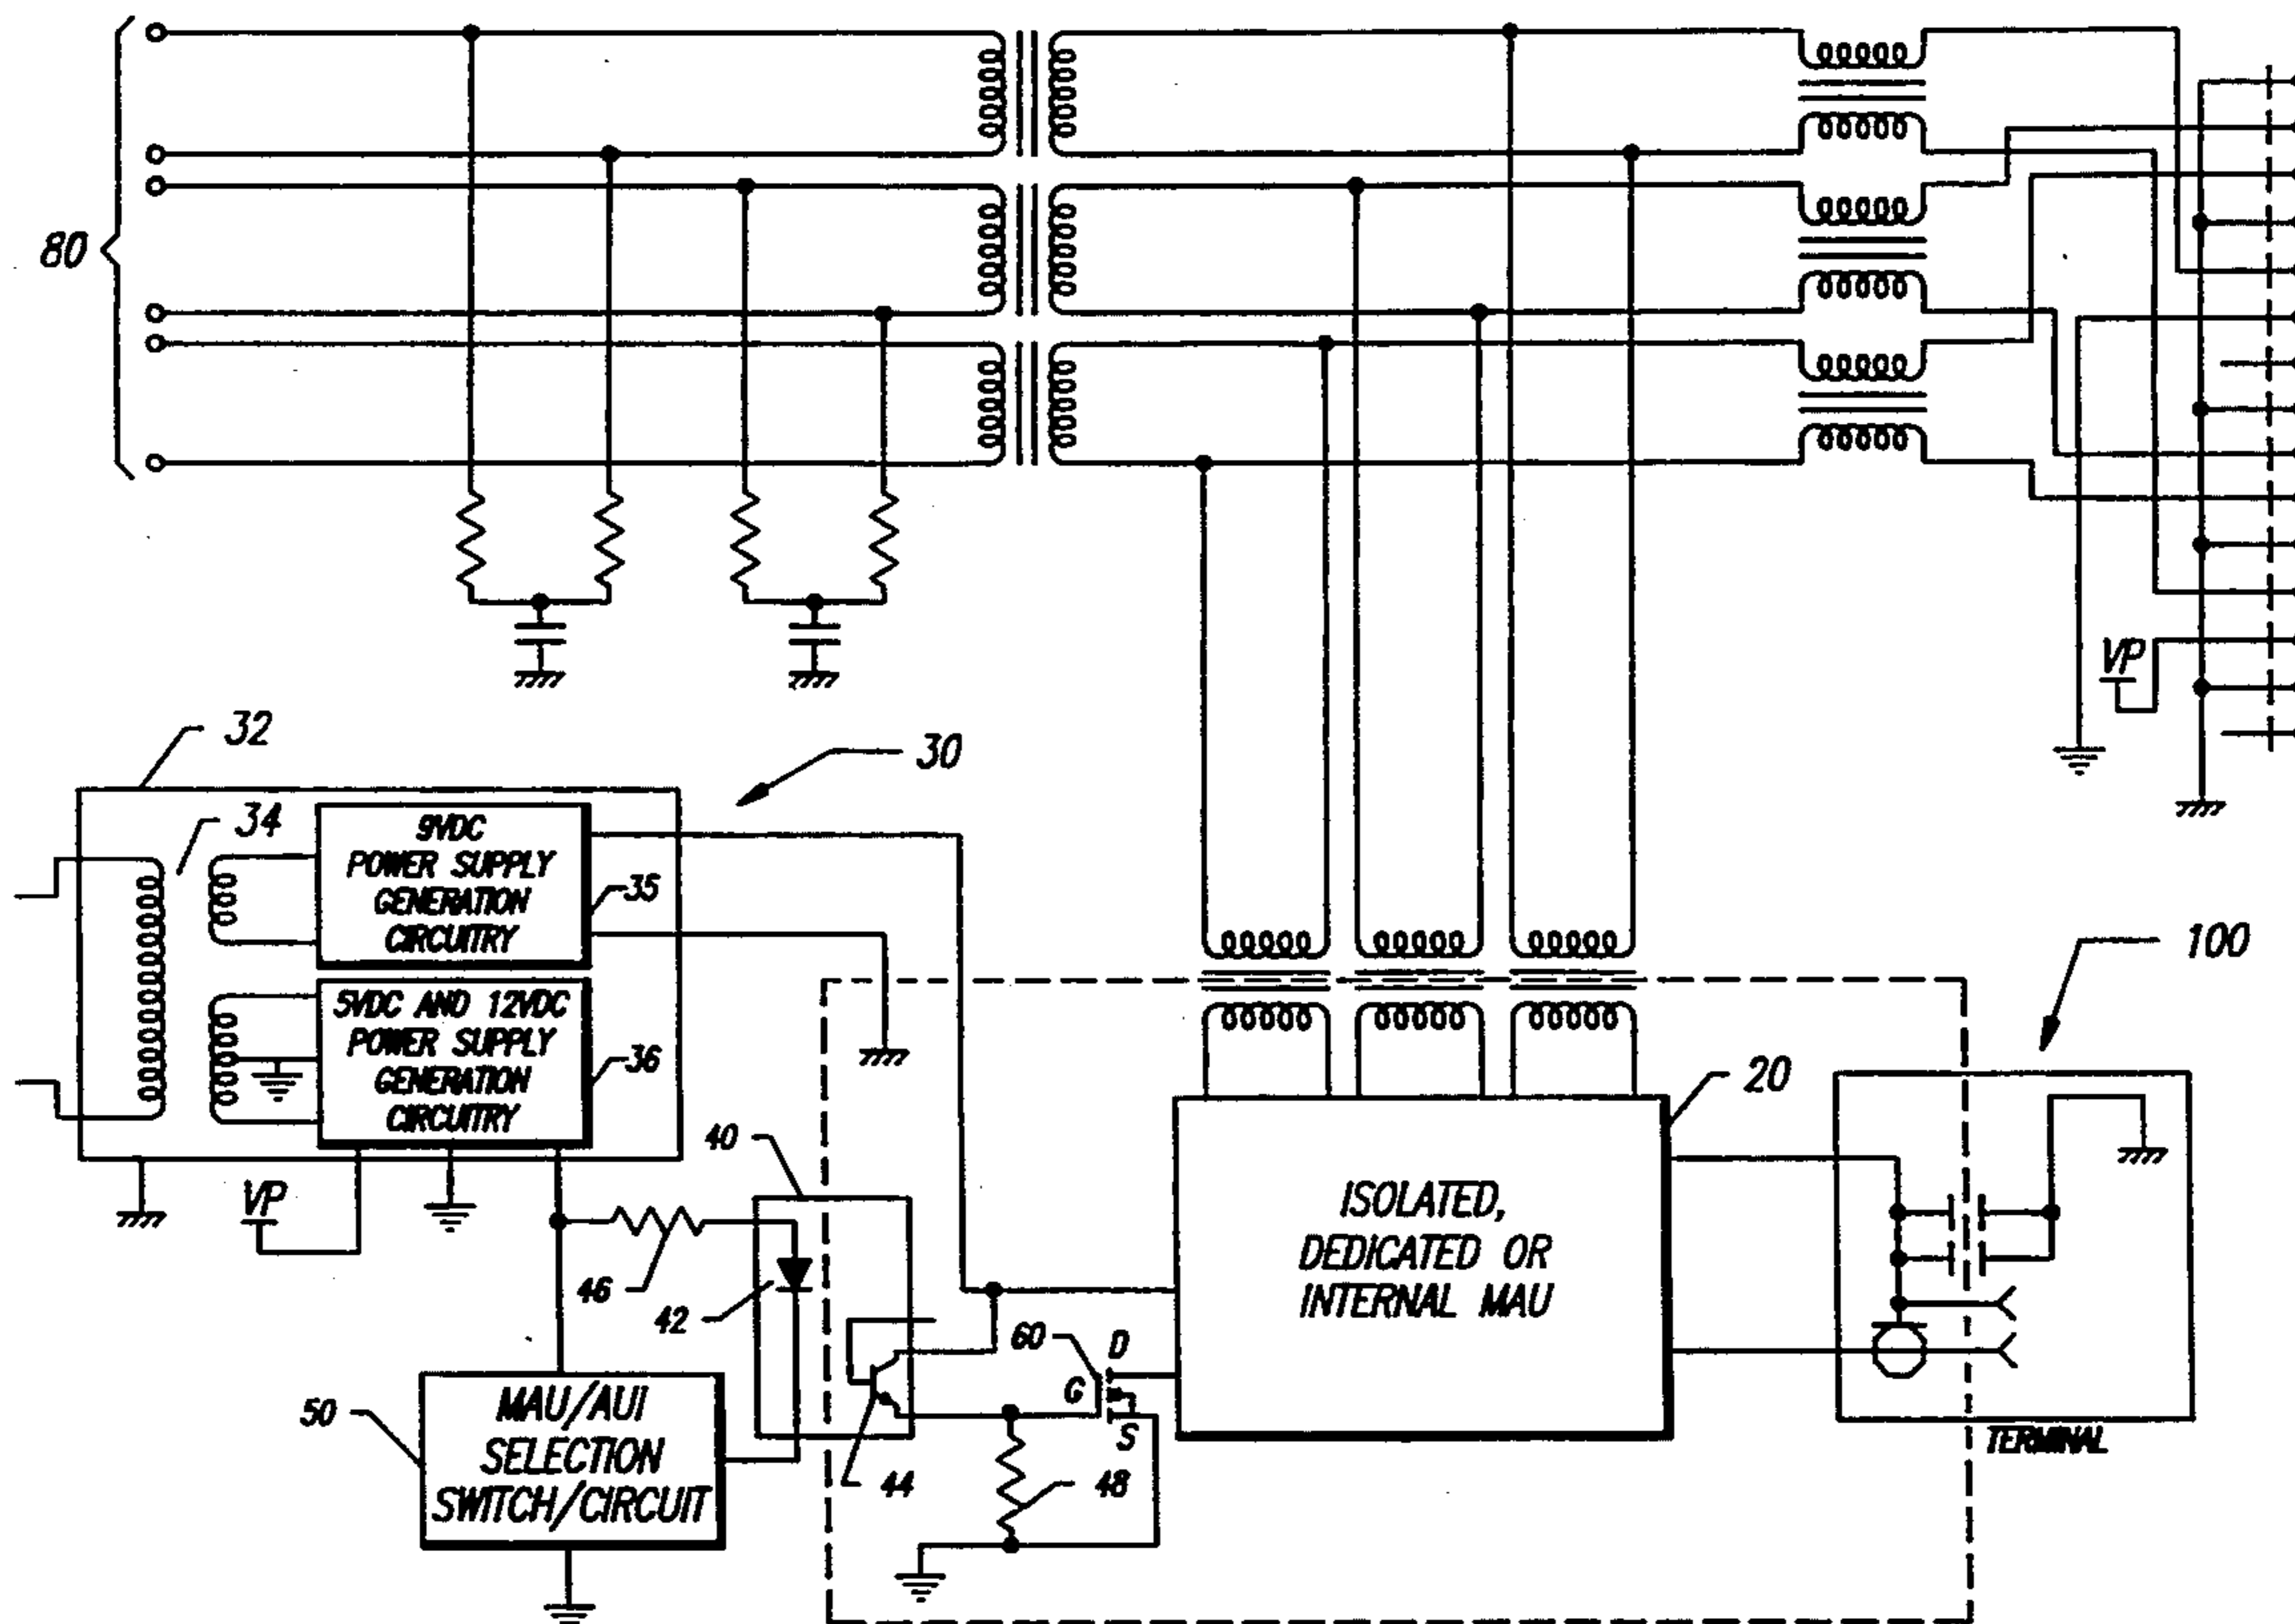 80
VP
32
30
34
9VDC
POWER SUPPLY
GENERATION
CIRCUITRY
35
5VDC AND 12VDC
POWER SUPPLY
GENERATION
CIRCUITRY
36
100
20
40
VP
ISOLATED,
DEDICATED OR
INTERNAL MAU
46
42
60
D
G
S
50
MAU/AUI
SELECTION
SWITCH/CIRCUIT
44
48
TERMINAL